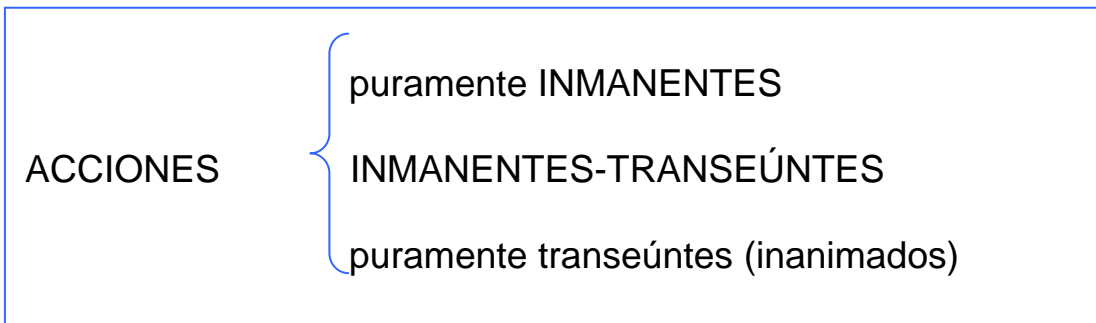 puramente INMANENTES
ACCIONES INMANENTES-TRANSEÚNTES
puramente transeúntes (inanimados)